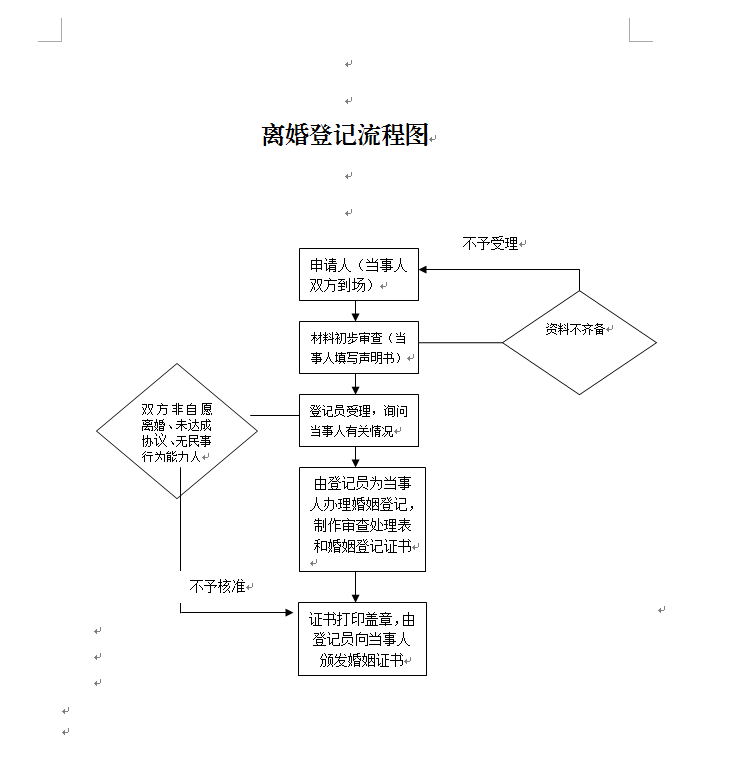 离婚登记流程图
不予受理
申请人（当事人
双方到场）
资料不齐备
材料初步审查（当
事人填写声明书）
双方非自愿
离婚、未达成
协议、无民事
行为能力人
登记员受理，询问
当事人有关情况
由登记员为当事
人办理婚姻登记，
制作审查处理表
和婚姻登记证书
不予核准
证书打印盖章，由
登记员向当事人
颁发婚姻证书